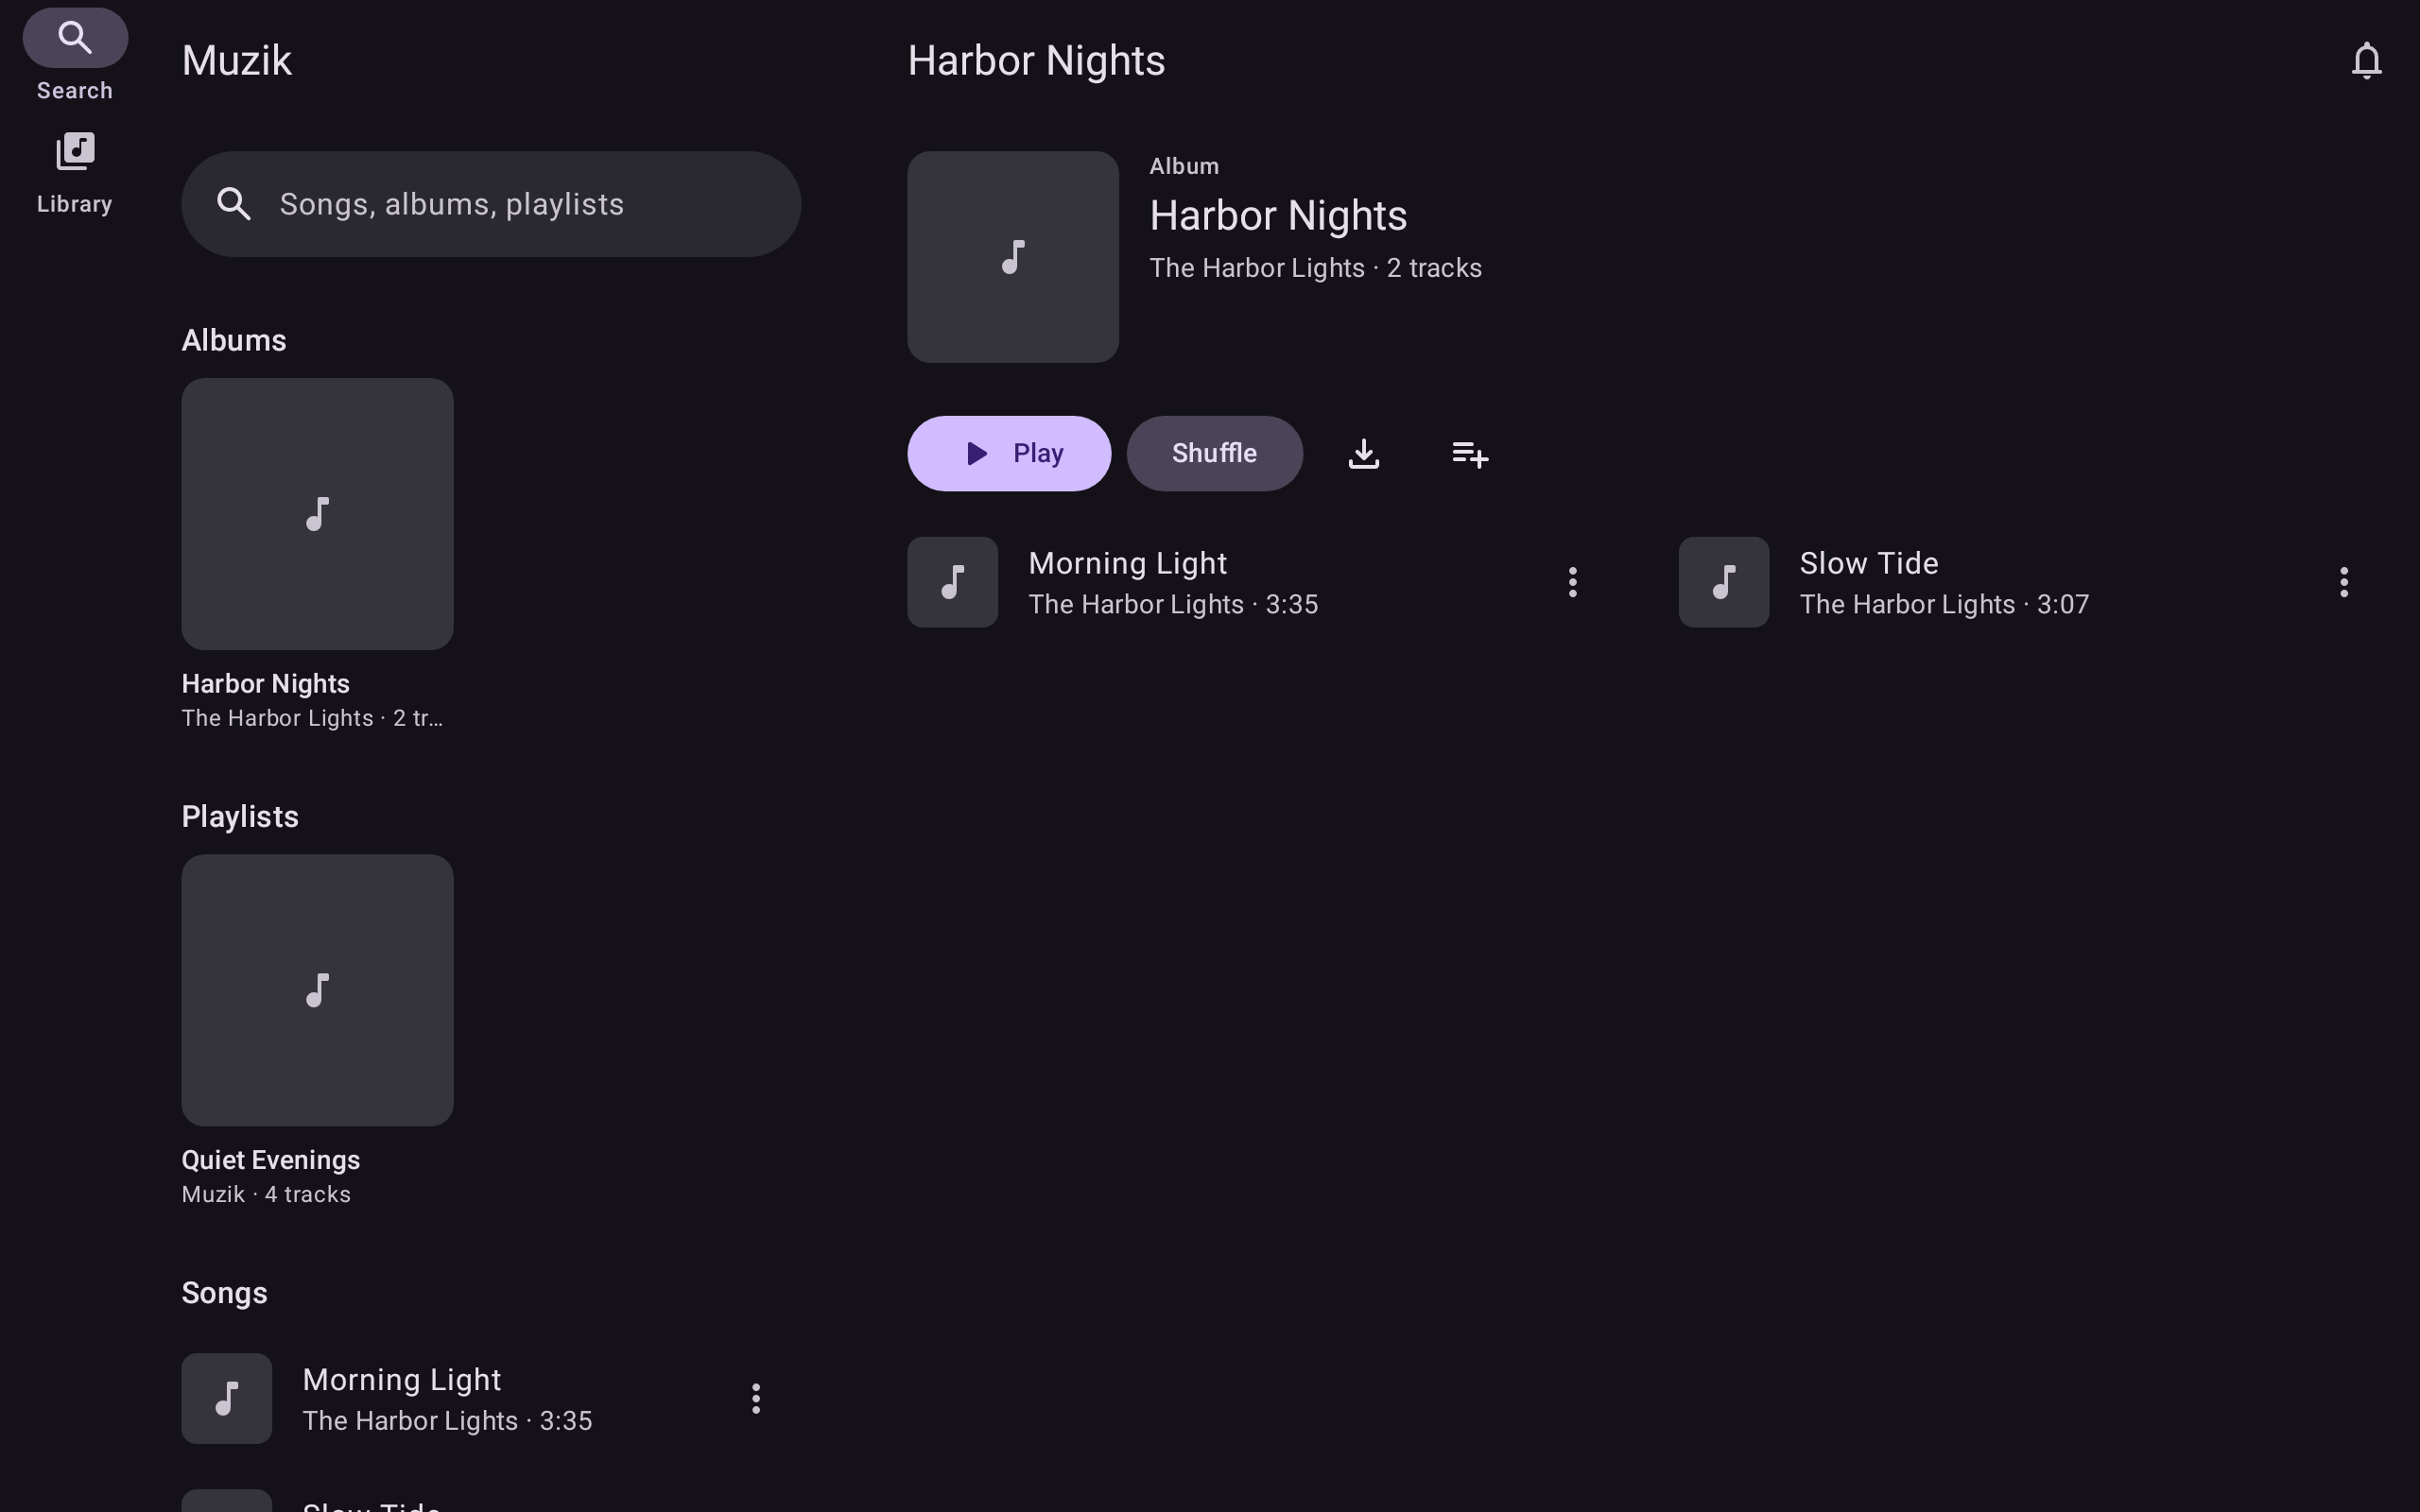 Search
Library
Muzik
Songs, albums, playlists
Albums
Harbor Nights
The Harbor Lights · 2 tr...
Playlists
Quiet Evenings
Muzik · 4 tracks
Songs
Morning Light
The Harbor Lights · 3:35
Slow Tide
Harbor Nights
Album
Harbor Nights
The Harbor Lights · 2 tracks
Play
Shuffle
Morning Light
The Harbor Lights · 3:35
Slow Tide
The Harbor Lights · 3:07